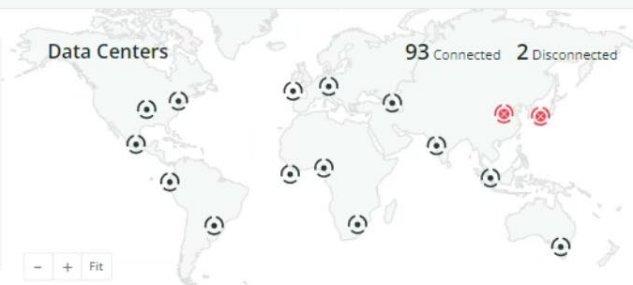 Data Centers
93 Connected 2 Disconnected
- + Fit